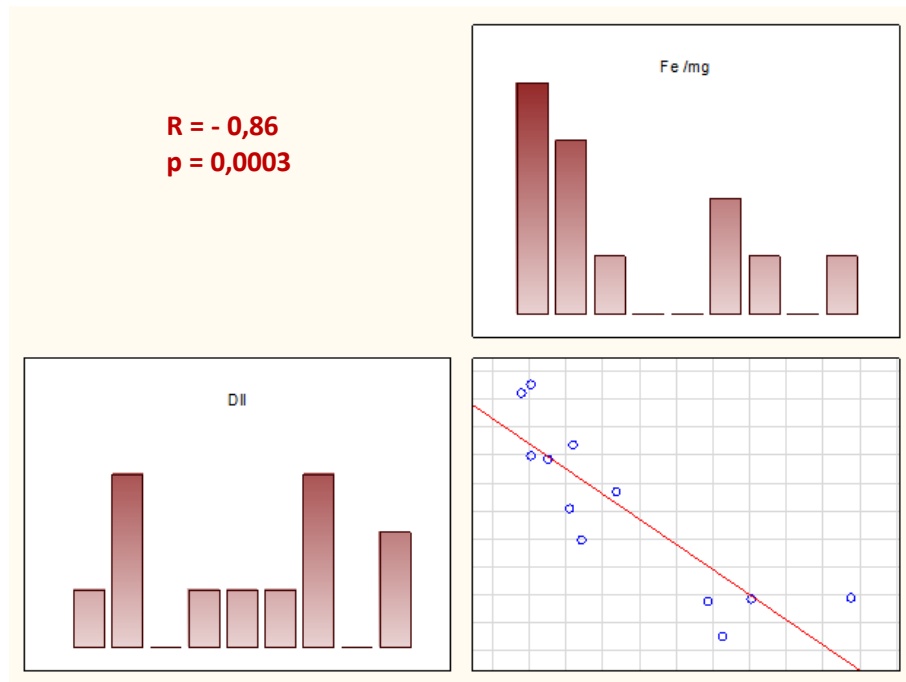 Fe /mg
R = - 0,86
p = 0,0003
DII